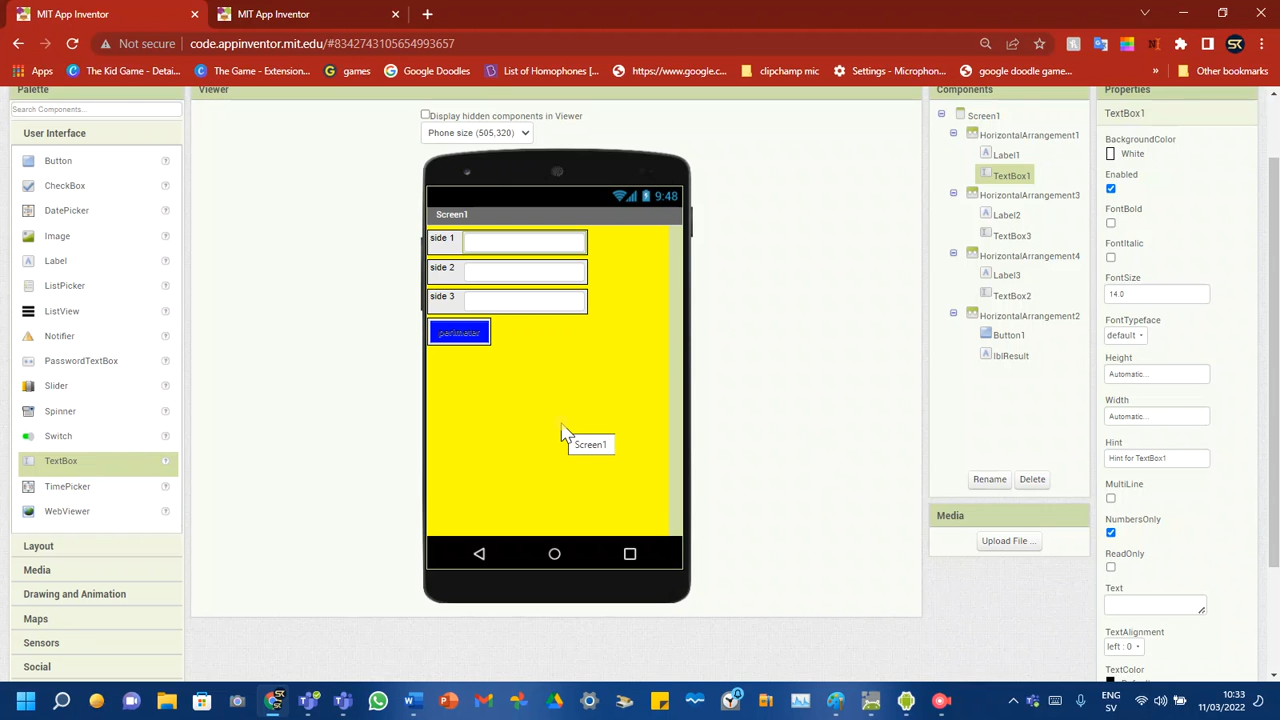 MIT App Inventor
MIT App Inventor
Not secure code.appinventor.mit.edu/#8342743105654993657
Apps The Kid Game - Detai... The Game - Extension... games Google Doodles List of Homophones [... https://www.google.c... clipchamp mic Settings - Microphon... google doodle game... » Other bookmarks
Palette
Search Components...
User Interface
Button ?
CheckBox ?
DatePicker ?
Image ?
Label ?
ListPicker ?
ListView ?
Notifier ?
PasswordTextBox ?
Slider ?
Spinner ?
Switch ?
TextBox ?
TimePicker ?
WebViewer ?
Layout
Media
Drawing and Animation
Maps
Sensors
Social
Viewer
Display hidden components in Viewer
Phone size (505,320)
9:48
Screen1
side 1
side 2
side 3
perimeter
Screen1
Components
Screen1
HorizontalArrangement1
Label1
TextBox1
HorizontalArrangement3
Label2
TextBox3
HorizontalArrangement4
Label3
TextBox2
HorizontalArrangement2
Button1
lblResult
Rename Delete
Media
Upload File ...
Properties
TextBox1
BackgroundColor
White
Enabled
FontBold
FontItalic
FontSize
14.0
FontTypeface
default
Height
Automatic...
Width
Automatic...
Hint
Hint for TextBox1
MultiLine
NumbersOnly
ReadOnly
Text
TextAlignment
left : 0
TextColor
ENG
SV
10:33
11/03/2022